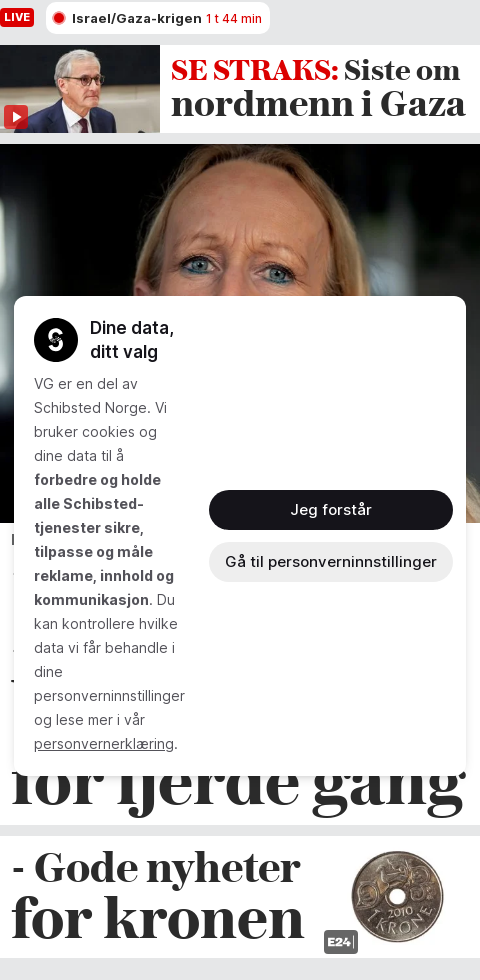 LIVE
Israel/Gaza-krigen 1 t 44 min
SE STRAKS: Siste om
nordmenn i Gaza
Dine data,
ditt valg
VG er en del av
Schibsted Norge. Vi
bruker cookies og
dine data til å
forbedre og holde
alle Schibsted-
tjenester sikre,
tilpasse og måle
reklame, innhold og
kommunikasjon. Du
kan kontrollere hvilke
data vi får behandle i
dine
personverninnstillinger
og lese mer i vår
personvernerklæring.
Jeg forstår
Gå til personverninnstillinger
for fjerde gang
- Gode nyheter
for kronen
2010
1 KRONE
E24